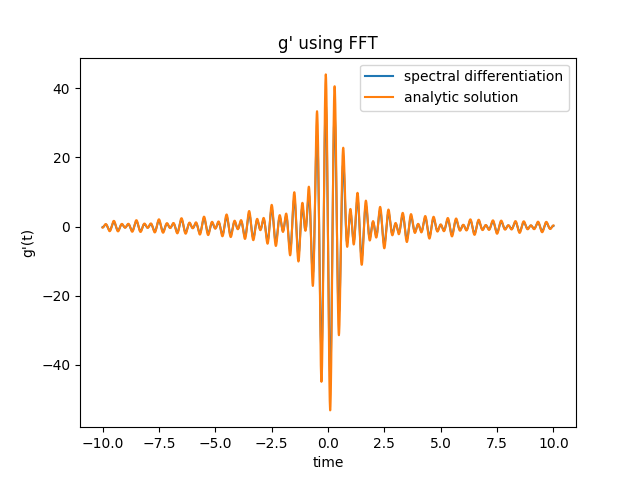 g' using FFT
spectral differentiation
analytic solution
40
20
0
−20
−40
g'(t)
−10.0 −7.5 −5.0 −2.5 0.0 2.5 5.0 7.5 10.0
time